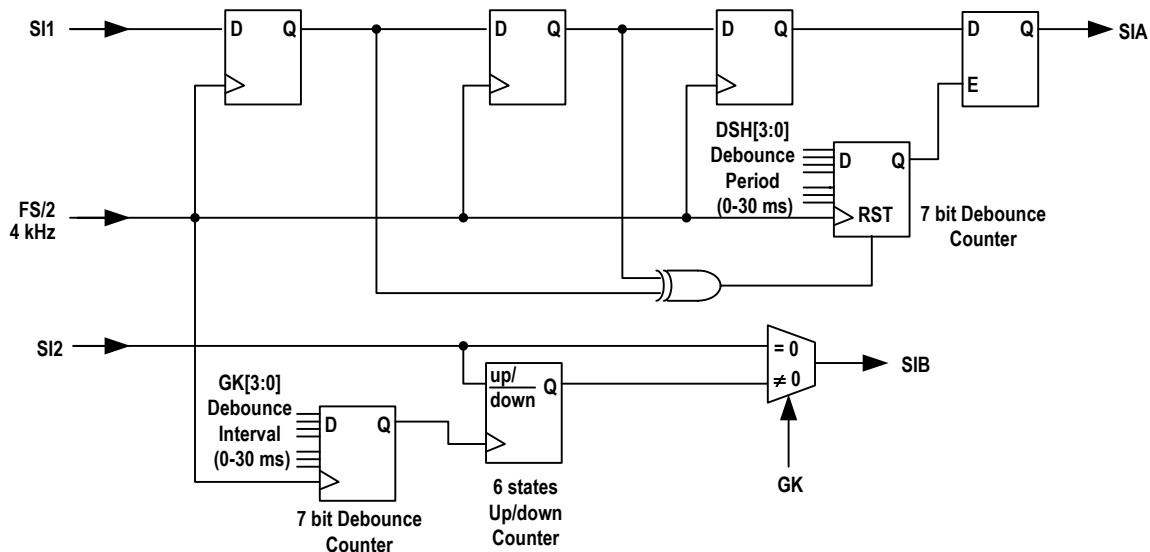 SI1
D Q
D Q
D Q
D Q
E
SIA
DSH[3:0]
Debounce
Period
(0-30 ms)
D Q
RST
7 bit Debounce
Counter
FS/2
4 kHz
SI2
= 0
≠ 0
SIB
GK
GK[3:0]
Debounce
Interval
(0-30 ms)
D Q
7 bit Debounce
Counter
up/ Q
down
6 states
Up/down
Counter